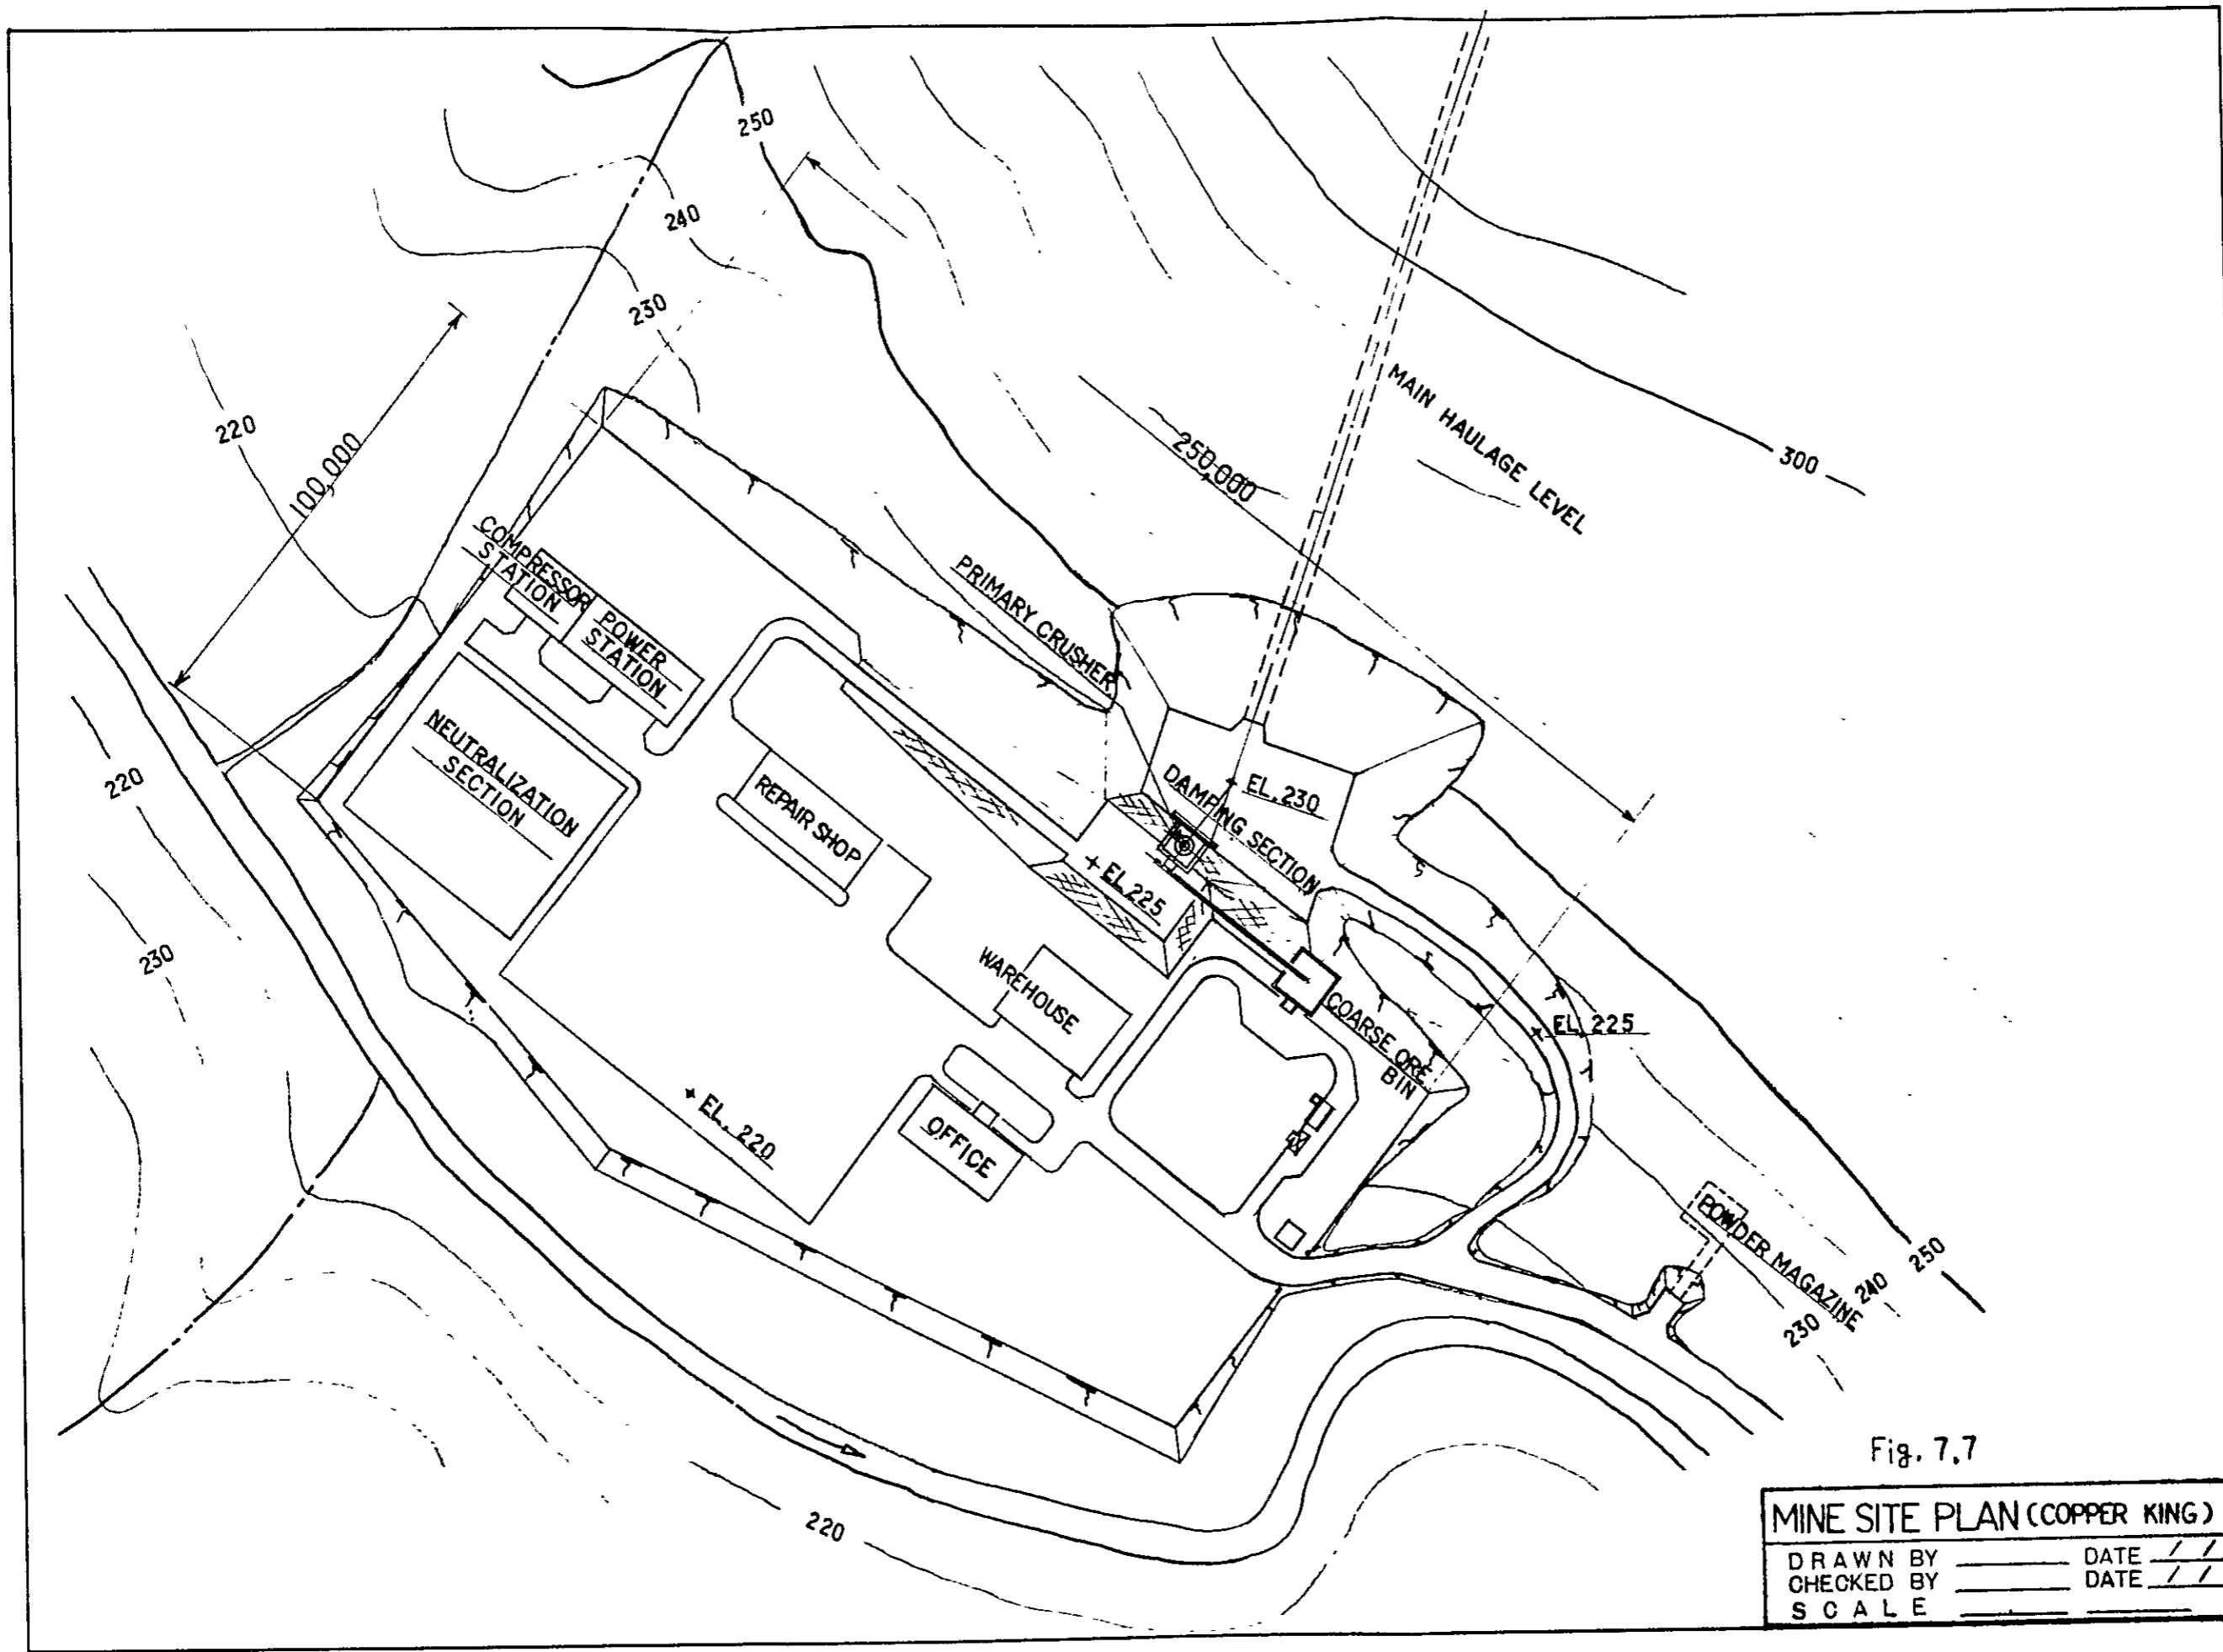 250
240
230
220
100,000
250,000
MAIN HAULAGE LEVEL
300
COMPRESSOR
STATION
POWER
STATION
PRIMARY CRUSHER
NEUTRALIZATION
SECTION
REPAIR SHOP
DAMPING SECTION
EL. 230
EL. 225
WAREHOUSE
COARSE ORE
BIN
EL. 225
220
230
EL. 220
OFFICE
POWDER MAGAZINE
250
240
230
220
Fig. 7.7
MINE SITE PLAN (COPPER KING)
DRAWN BY DATE / /
CHECKED BY DATE / /
SCALE